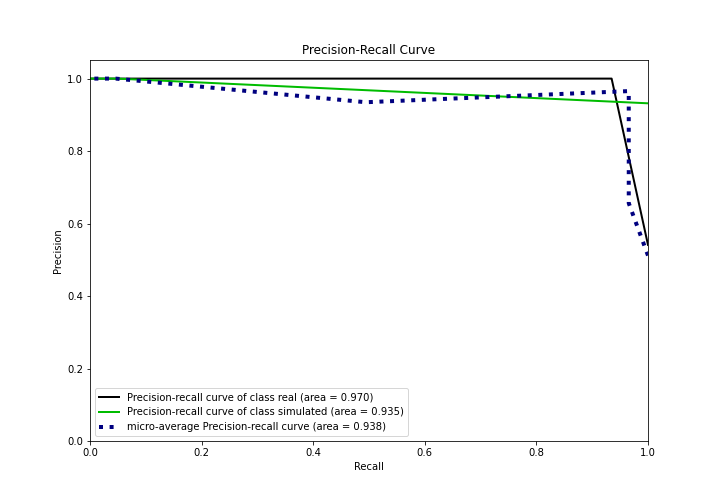 Precision-Recall Curve
Precision
1.0
0.8
0.6
0.4
0.2
0.0
Precision-recall curve of class real (area = 0.970)
Precision-recall curve of class simulated (area = 0.935)
micro-average Precision-recall curve (area = 0.938)
0.0 0.2 0.4 0.6 0.8 1.0
Recall